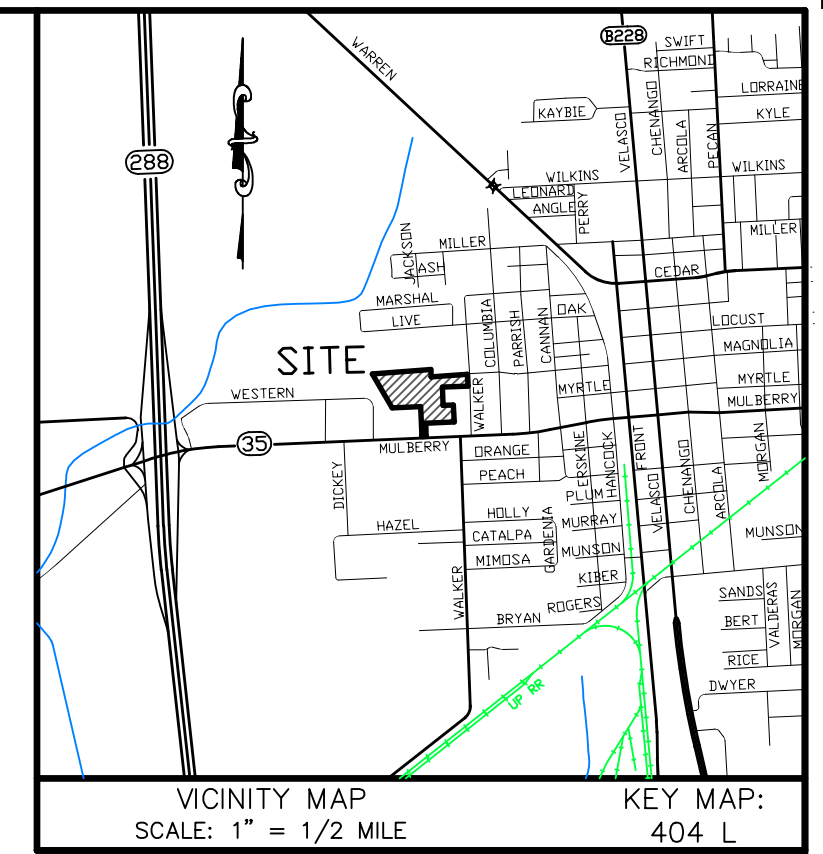 WARREN
B228
SWIFT
RICHMOND
LORRAINE
KYLE
KAYBIE
VELASCO
CHENANGO
ARCOLA
PECAN
288
WILKINS
WILKINS
LEONARD
ANGLE
PERRY
MILLER
JACKSON
MILLER
ASH
CEDAR
MARSHAL
LIVE
OAK
COLUMBIA
PARRISH
CANNAN
LOCUST
MAGNOLIA
SITE
WESTERN
WALKER
MYRTLE
MYRTLE
MULBERRY
35
MULBERRY
ORANGE
PEACH
ERSKINE
HANCOCK
FRONT
VELASCO
CHENANGO
ARCOLA
MORGAN
DICKEY
PLUM
HOLLY
HAZEL
CATALPA
GARDENIA
MURRAY
MUNSON
MUNSON
MIMOSA
KIBER
WALKER
ROGERS
BRYAN
SANDS
BERT
VALDERAS
MORGAN
RICE
DWYER
UP RR
VICINITY MAP
SCALE: 1" = 1/2 MILE
KEY MAP:
404 L